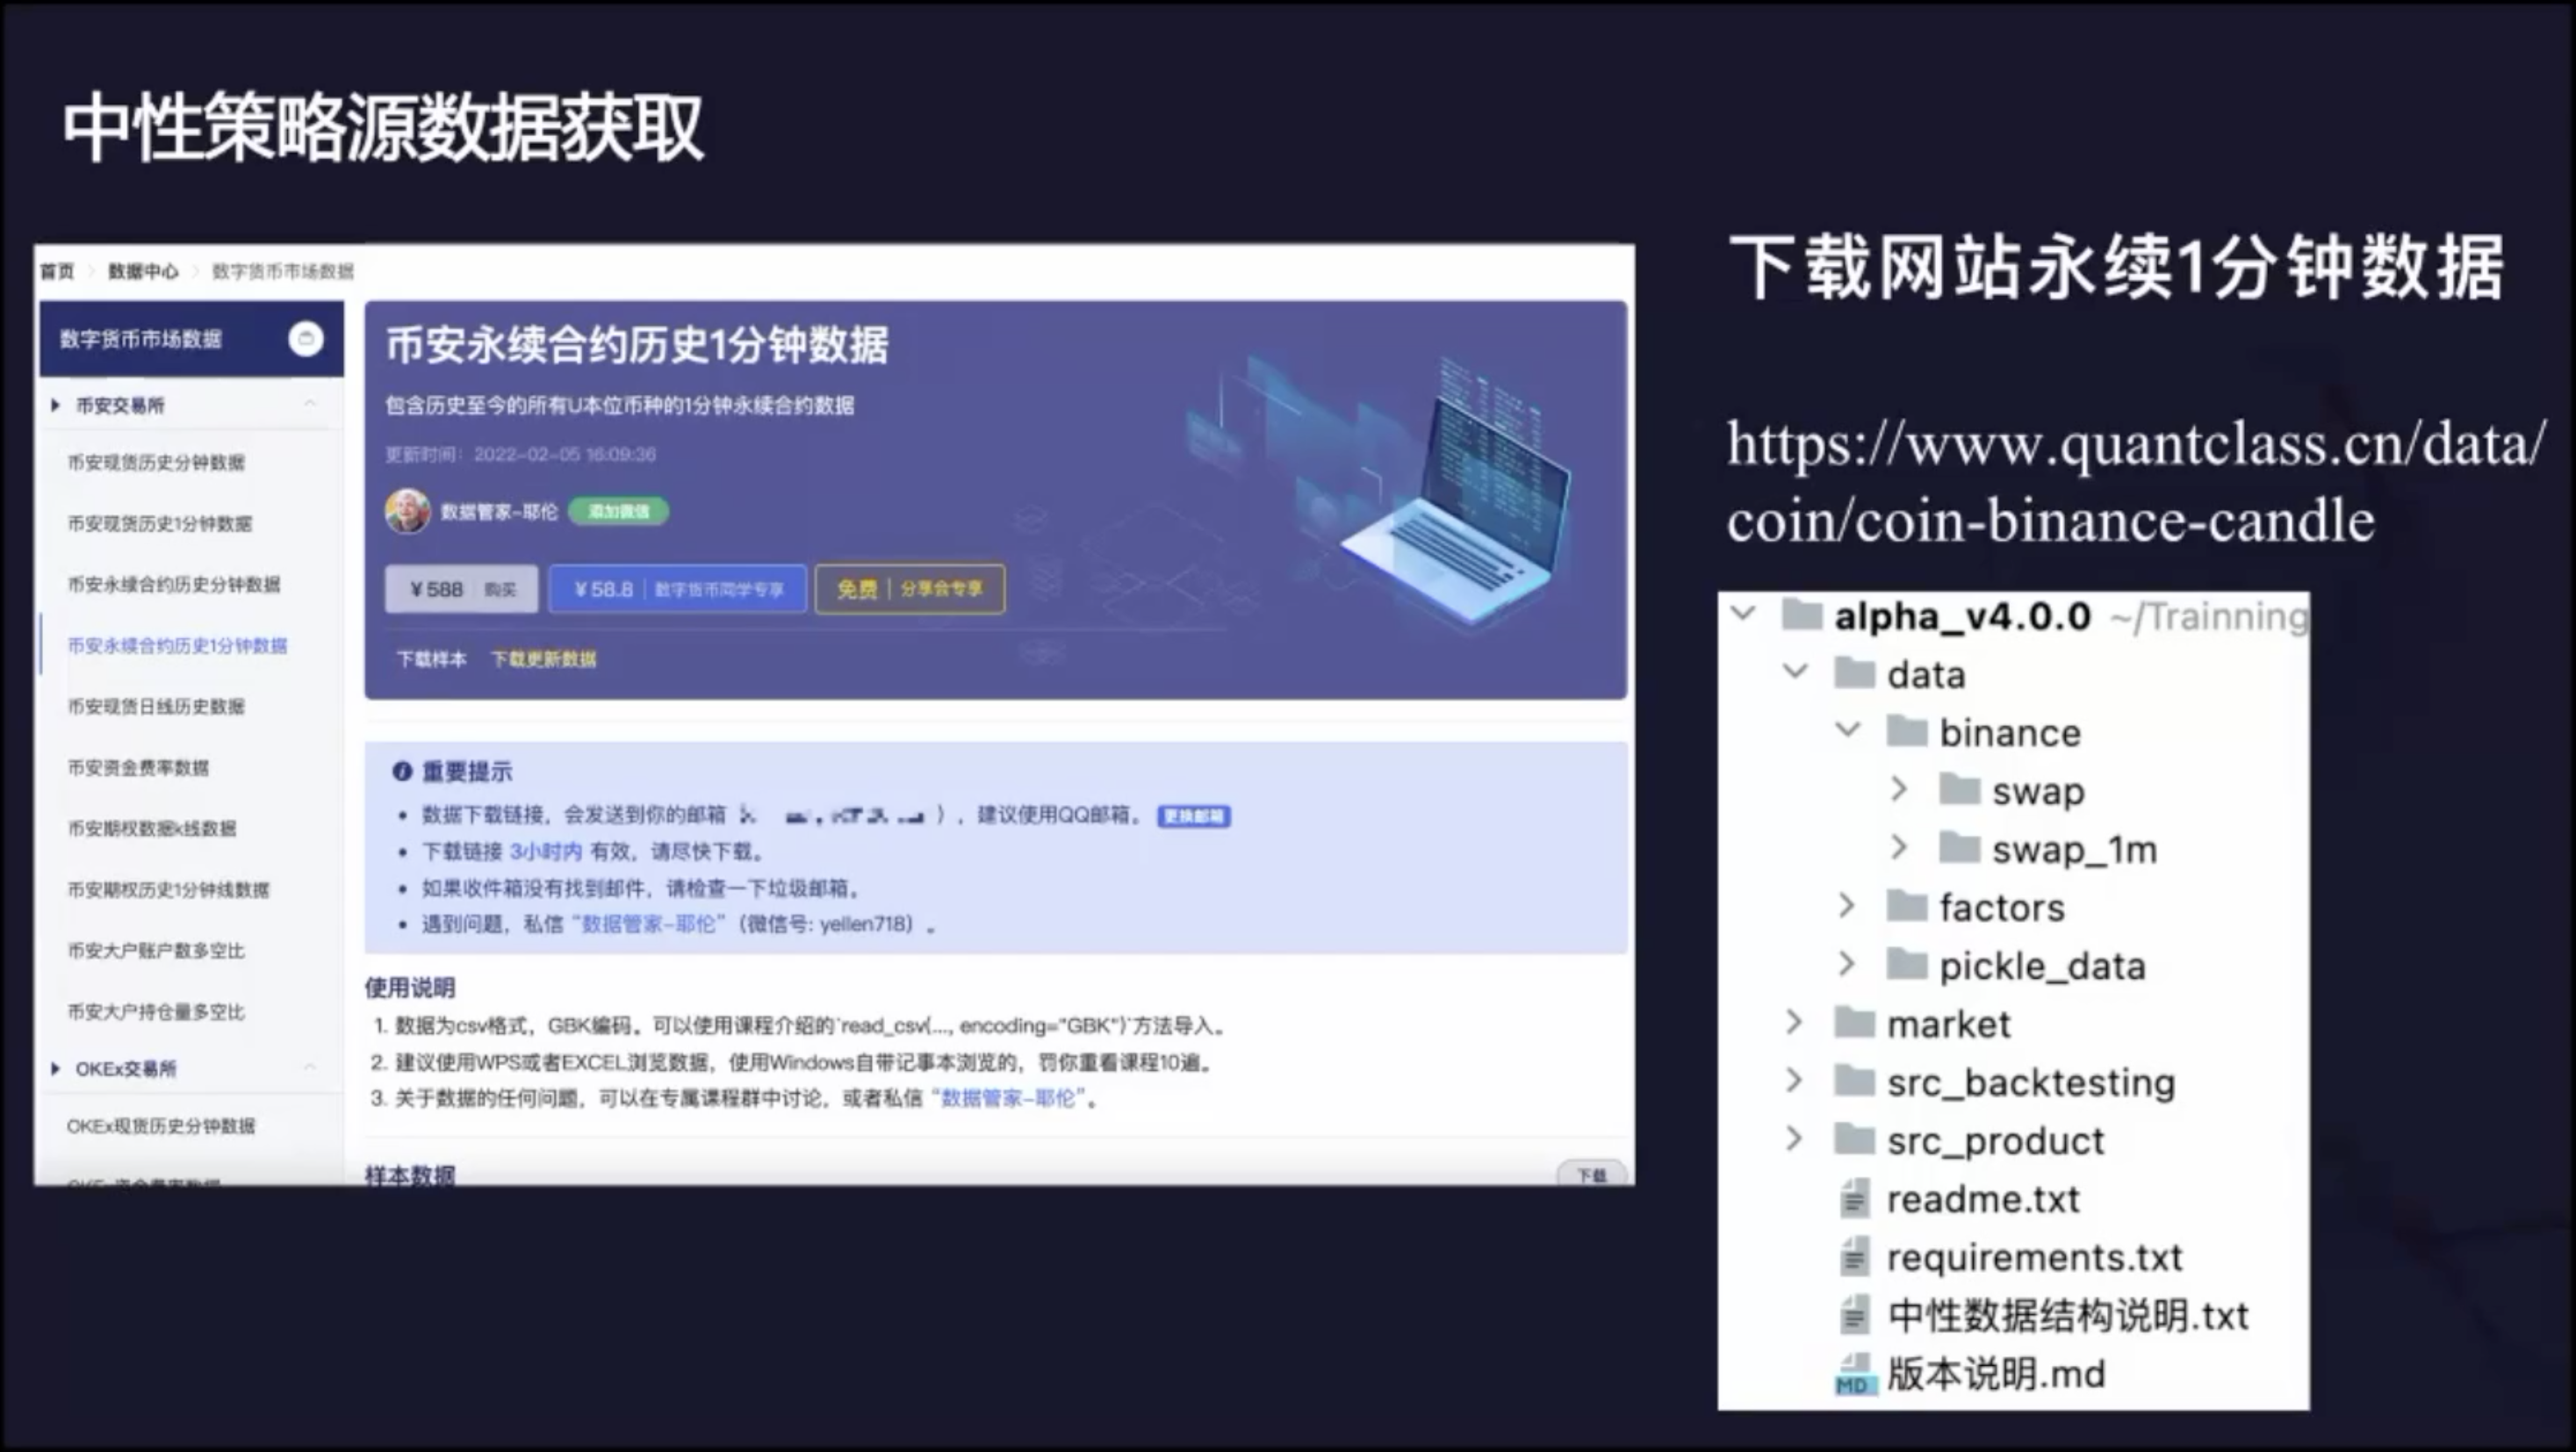 中性策略源数据获取
首页 > 数据中心 > 数字货币市场数据
数字货币市场数据
币安交易所
币安现货历史分钟数据
币安现货历史1分钟数据
币安永续合约历史分钟数据
币安永续合约历史1分钟数据
币安现货日线历史数据
币安资金费率数据
币安期权数据k线数据
币安期权历史1分钟线数据
币安大户账户数多空比
币安大户持仓量多空比
OKEx交易所
OKEx现货历史分钟数据
币安永续合约历史1分钟数据
包含历史至今的所有U本位币种的1分钟永续合约数据
更新时间：2022-02-05 16:09:36
数据管家-耶伦 添加微信
¥588 购买 ¥58.8 | 数字货币同学专享 免费 | 分享会专享
下载样本 下载更新数据
重要提示
• 数据下载链接，会发送到你的邮箱 ），建议使用QQ邮箱。 更换邮箱
• 下载链接 3小时内 有效，请尽快下载。
• 如果收件箱没有找到邮件，请检查一下垃圾邮箱。
• 遇到问题，私信“数据管家-耶伦”（微信号: yellen718）。
使用说明
1. 数据为csv格式，GBK编码。可以使用课程介绍的`read_csv(..., encoding="GBK")`方法导入。
2. 建议使用WPS或者EXCEL浏览数据，使用Windows自带记事本浏览的，罚你重看课程10遍。
3. 关于数据的任何问题，可以在专属课程群中讨论，或者私信“数据管家-耶伦”。
样本数据 下载
下载网站永续1分钟数据
https://www.quantclass.cn/data/
coin/coin-binance-candle
alpha_v4.0.0 ~/Trainning
data
binance
swap
swap_1m
factors
pickle_data
market
src_backtesting
src_product
readme.txt
requirements.txt
中性数据结构说明.txt
MD 版本说明.md